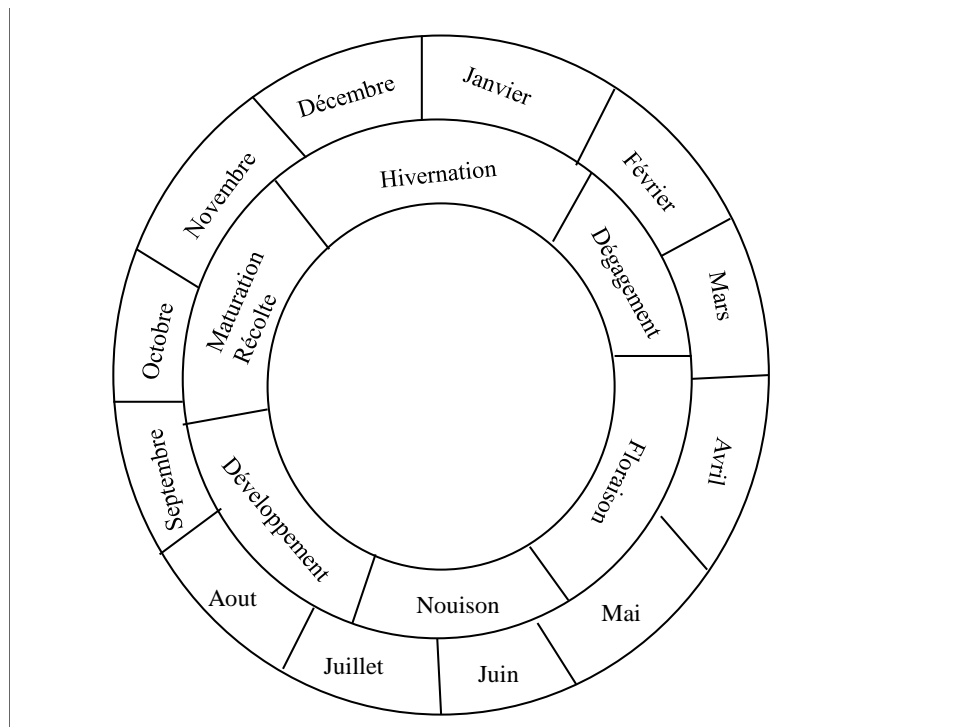 Janvier
Février
Mars
Avril
Mai
Juin
Juillet
Aout
Septembre
Octobre
Novembre
Décembre
Hivernation
Dégagement
Floraison
Nouison
Développement
Maturation
Récolte